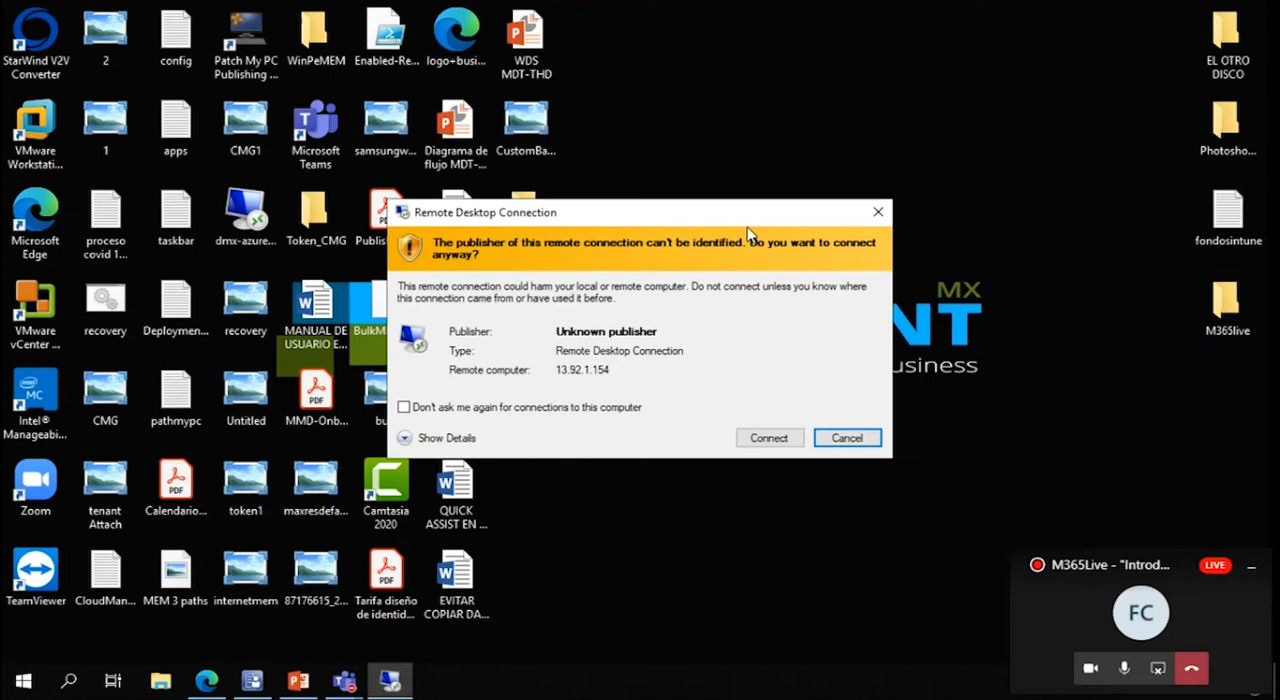 StarWind V2V
Converter
2
config
Patch My PC
Publishing ...
WinPeMEM
Enabled-Re...
logo+busi...
WDS
MDT-THD
EL OTRO
DISCO
VMware
Workstati...
1
apps
CMG1
Microsoft
Teams
samsungw...
Diagrama de
flujo MDT-...
CustomBa...
Photosho...
Microsoft
Edge
proceso
covid 1...
taskbar
dmx-azure...
Token_CMG
Publis
fondosintune
Remote Desktop Connection
The publisher of this remote connection can't be identified. Do you want to connect
anyway?
This remote connection could harm your local or remote computer. Do not connect unless you know where
this connection came from or have used it before.
Publisher: Unknown publisher
Type: Remote Desktop Connection
Remote computer: 13.92.1.154
Don't ask me again for connections to this computer
Show Details
Connect
Cancel
MX
NT
usiness
VMware
vCenter ...
recovery
Deploymen...
recovery
MANUAL DE
USUARIO E...
BulkM
M365live
intel
MC
Intel®
Manageabi...
CMG
pathmypc
Untitled
PDF
MMD-Onb...
bu
Zoom
tenant
Attach
PDF
Calendario...
token1
maxresdefa...
Camtasia
2020
QUICK
ASSIST EN ...
TeamViewer
CloudMan...
MEM 3 paths
internetmem
87176615_2...
PDF
Tarifa diseño
de identid...
EVITAR
COPIAR DA...
M365Live - "Introd...
LIVE
FC